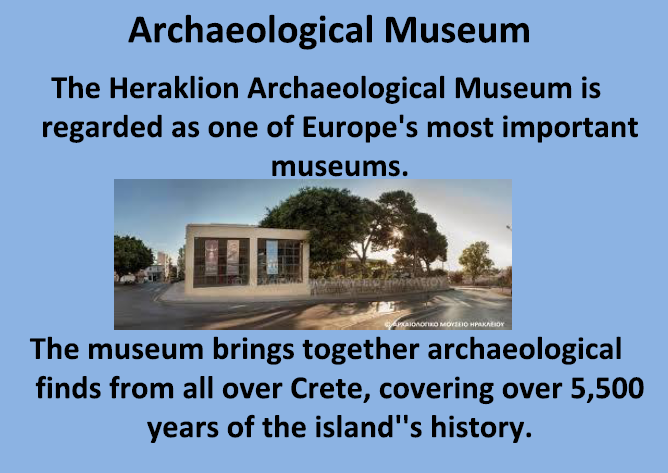 Archaeological Museum
The Heraklion Archaeological Museum is
regarded as one of Europe's most important
museums.
© ΑΡΧΑΙΟΛΟΓΙΚΟ ΜΟΥΣΕΙΟ ΗΡΑΚΛΕΙΟΥ
The museum brings together archaeological
finds from all over Crete, covering over 5,500
years of the island''s history.